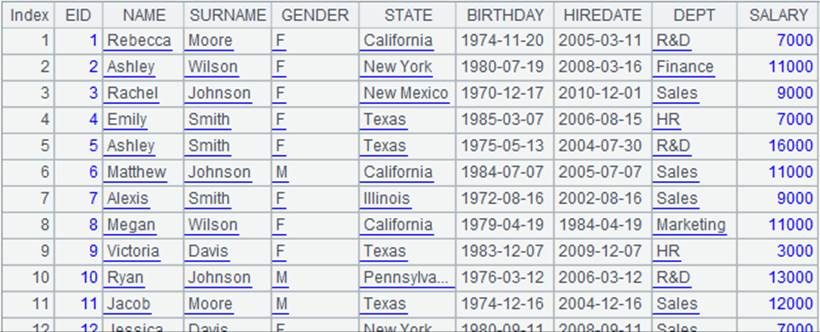 Index EID NAME SURNAME GENDER STATE BIRTHDAY HIREDATE DEPT SALARY
1 1 Rebecca Moore F California 1974-11-20 2005-03-11 R&D 7000
2 2 Ashley Wilson F New York 1980-07-19 2008-03-16 Finance 11000
3 3 Rachel Johnson F New Mexico 1970-12-17 2010-12-01 Sales 9000
4 4 Emily Smith F Texas 1985-03-07 2006-08-15 HR 7000
5 5 Ashley Smith F Texas 1975-05-13 2004-07-30 R&D 16000
6 6 Matthew Johnson M California 1984-07-07 2005-07-07 Sales 11000
7 7 Alexis Smith F Illinois 1972-08-16 2002-08-16 Sales 9000
8 8 Megan Wilson F California 1979-04-19 1984-04-19 Marketing 11000
9 9 Victoria Davis F Texas 1983-12-07 2009-12-07 HR 3000
10 10 Ryan Johnson M Pennsylva... 1976-03-12 2006-03-12 R&D 13000
11 11 Jacob Moore M Texas 1974-12-16 2004-12-16 Sales 12000
12 12 Jessica Davis F New York 1980-09-11 2008-09-11 Sales 7000